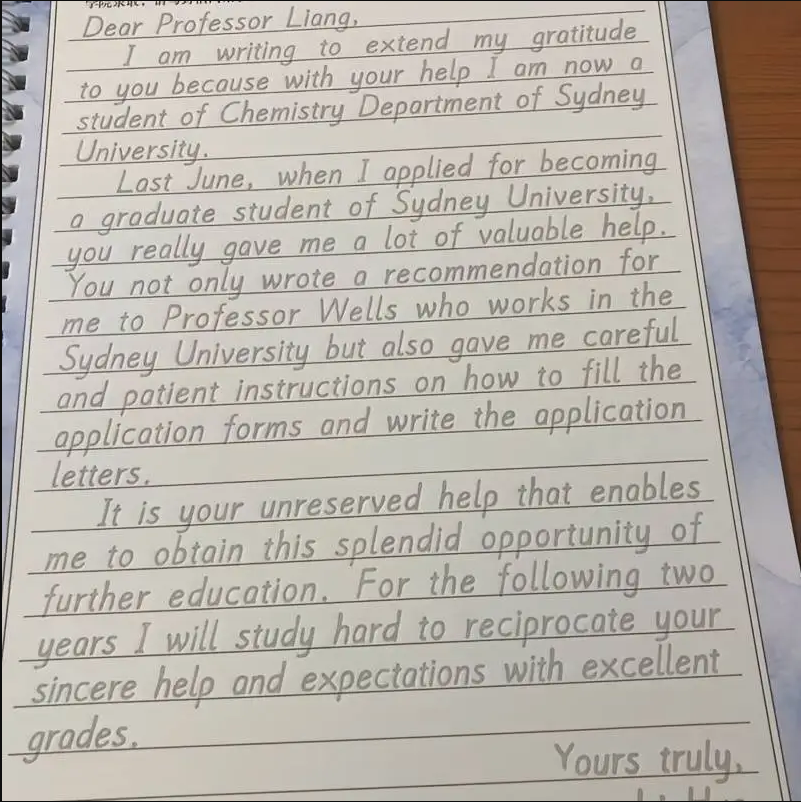 Dear Professor Liang,
I am writing to extend my gratitude
to you because with your help I am now a
student of Chemistry Department of Sydney
University.
Last June, when I applied for becoming
a graduate student of Sydney University,
you really gave me a lot of valuable help.
You not only wrote a recommendation for
me to Professor Wells who works in the
Sydney University but also gave me careful
and patient instructions on how to fill the
application forms and write the application
letters.
It is your unreserved help that enables
me to obtain this splendid opportunity of
further education. For the following two
years I will study hard to reciprocate your
sincere help and expectations with excellent
grades.
Yours truly,